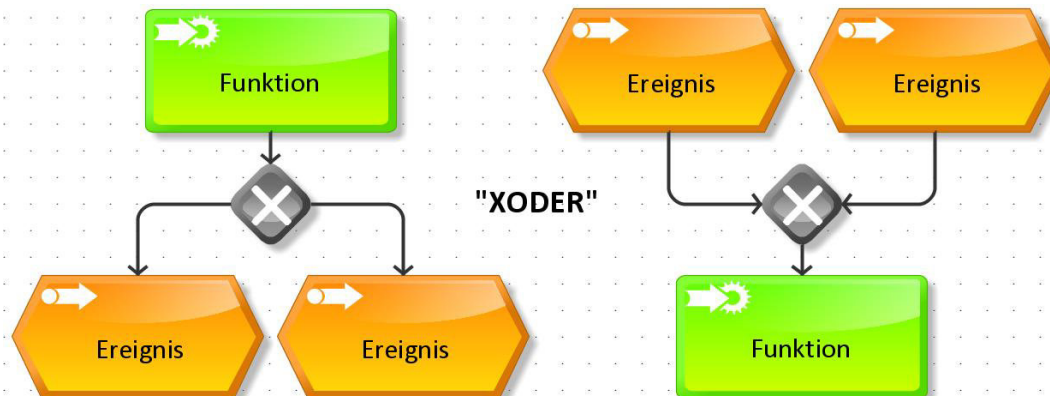 Funktion
Ereignis
Ereignis
"XODER"
Ereignis
Ereignis
Funktion